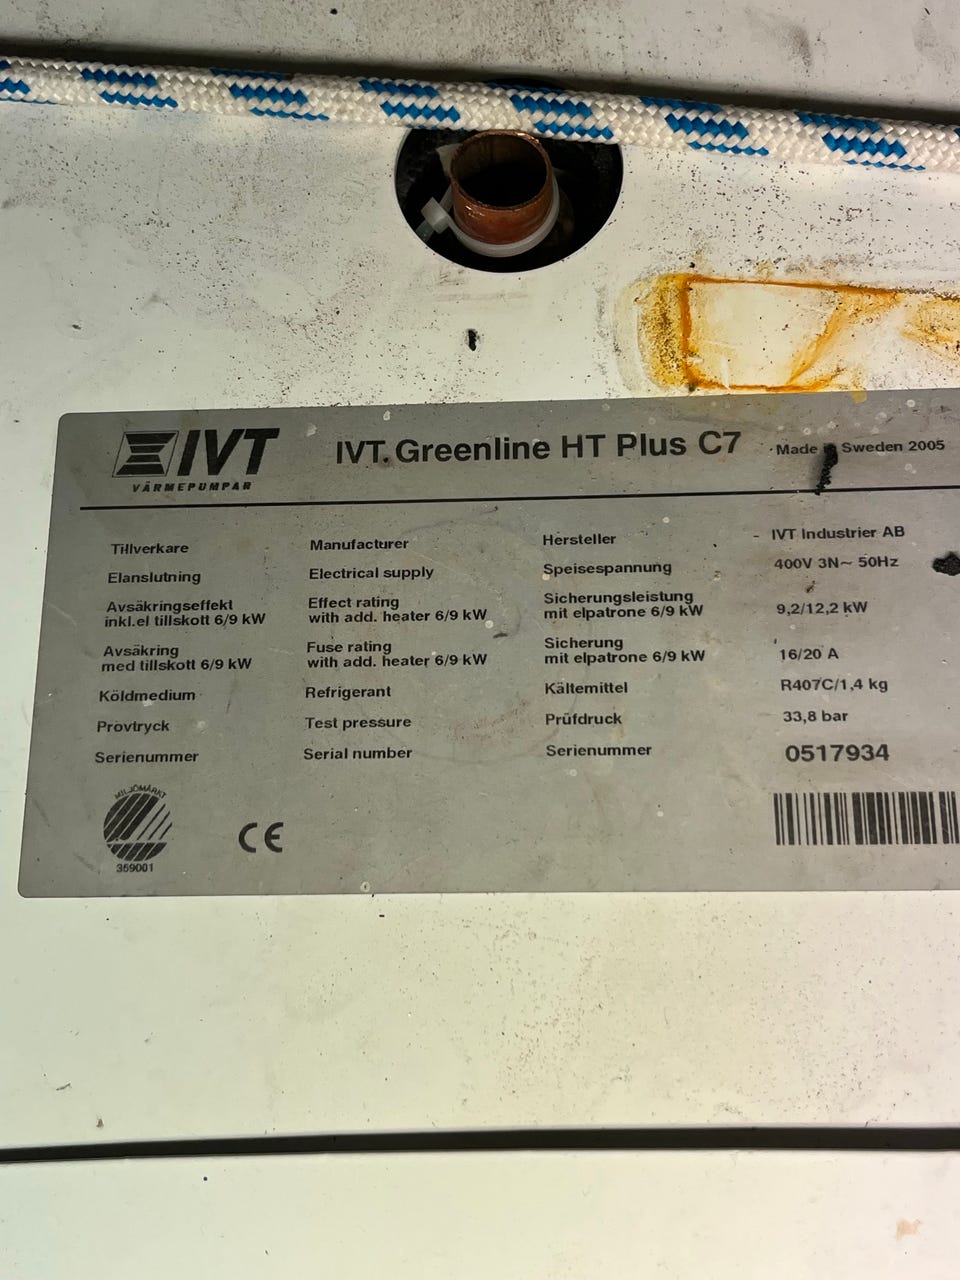 IVT
VÄRMEPUMPAR
IVT. Greenline HT Plus C7
Made in Sweden 2005
Tillverkare Manufacturer Hersteller IVT Industrier AB
Elanslutning Electrical supply Speisespannung 400V 3N~ 50Hz
Avsäkringseffekt Effect rating Sicherungsleistung 9,2/12,2 kW
inkl.el tillskott 6/9 kW with add. heater 6/9 kW mit elpatrone 6/9 kW
Avsäkring Fuse rating Sicherung 16/20 A
med tillskott 6/9 kW with add. heater 6/9 kW mit elpatrone 6/9 kW
Köldmedium Refrigerant Kältemittel R407C/1,4 kg
Provtryck Test pressure Prüfdruck 33,8 bar
Serienummer Serial number Serienummer 0517934
MILJÖMÄRKT
359001
CE